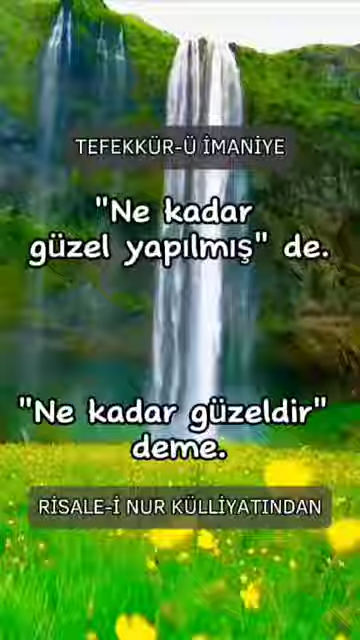 TEFEKKÜR-Ü İMANİYE
"Ne kadar
güzel yapılmış" de.
"Ne kadar güzeldir"
deme.
RİSALE-İ NUR KÜLLİYATINDAN